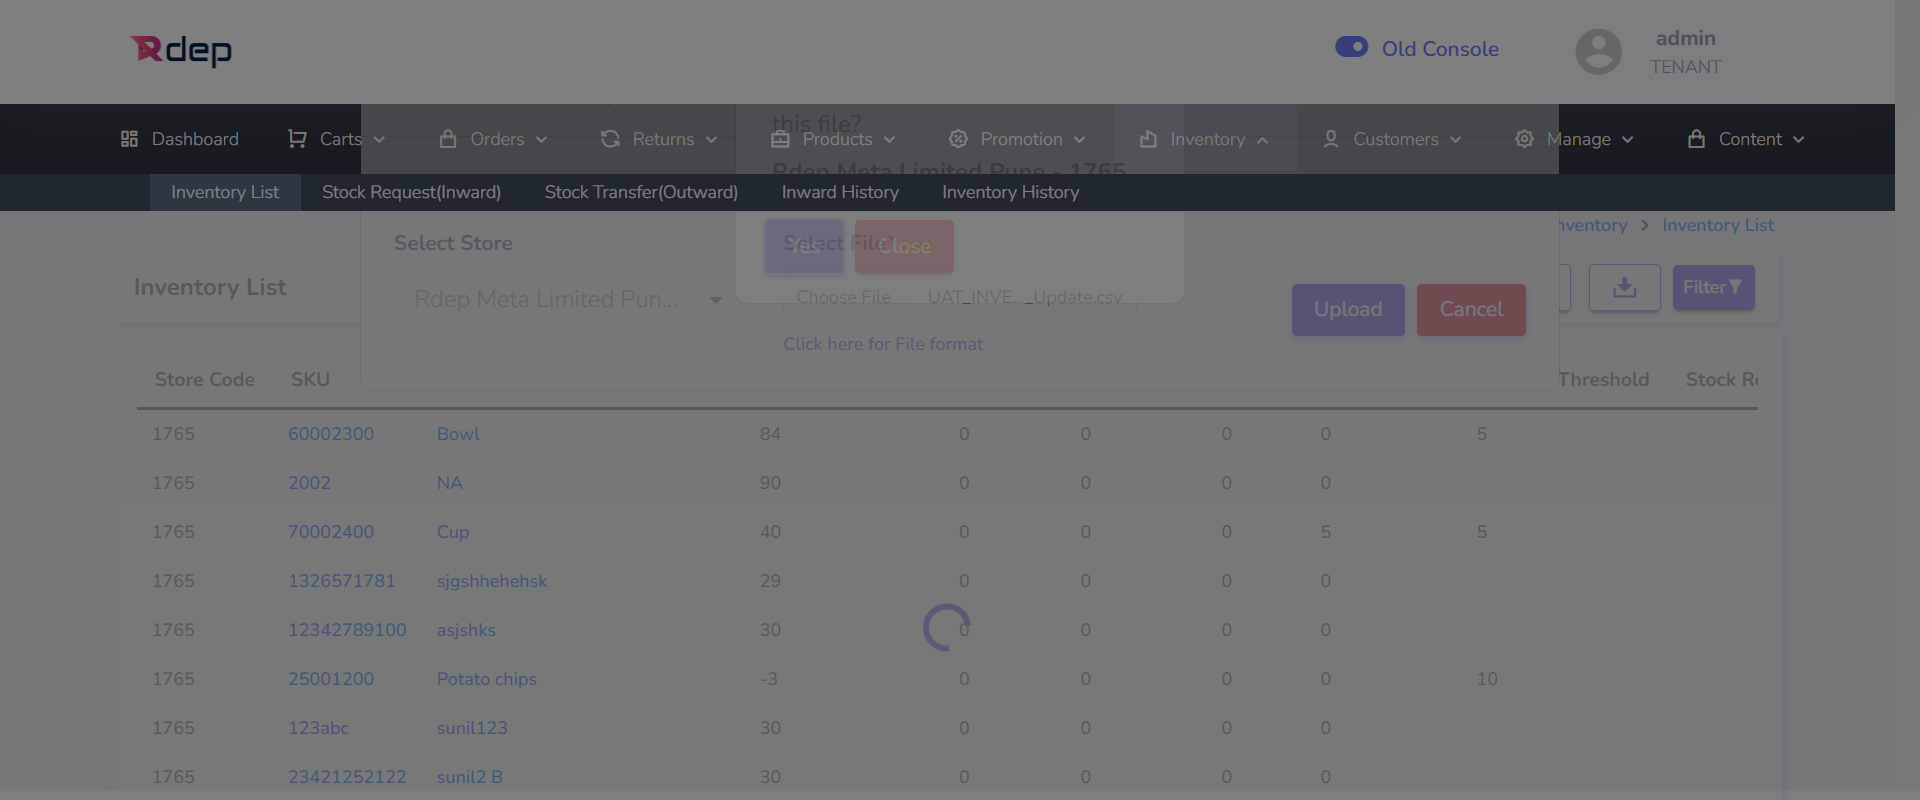 Rdep
Old Console
admin
TENANT
Dashboard Carts Orders Returns Products Promotion Inventory Customers Manage Content
this file?
Rdep Meta Limited Pune - 1765
Inventory List Stock Request(Inward) Stock Transfer(Outward) Inward History Inventory History
Inventory > Inventory List
Select Store Select File*
Yes Close
Inventory List
Rdep Meta Limited Pun... Choose File UAT_INVE..._Update.csv
Upload Cancel
Filter
Click here for File format
Store Code SKU Threshold Stock Re
1765 60002300 Bowl 84 0 0 0 0 5
1765 2002 NA 90 0 0 0 0
1765 70002400 Cup 40 0 0 0 5 5
1765 1326571781 sjgshhehehsk 29 0 0 0 0
1765 12342789100 asjshks 30 0 0 0 0
1765 25001200 Potato chips -3 0 0 0 0 10
1765 123abc sunil123 30 0 0 0 0
1765 23421252122 sunil2 B 30 0 0 0 0